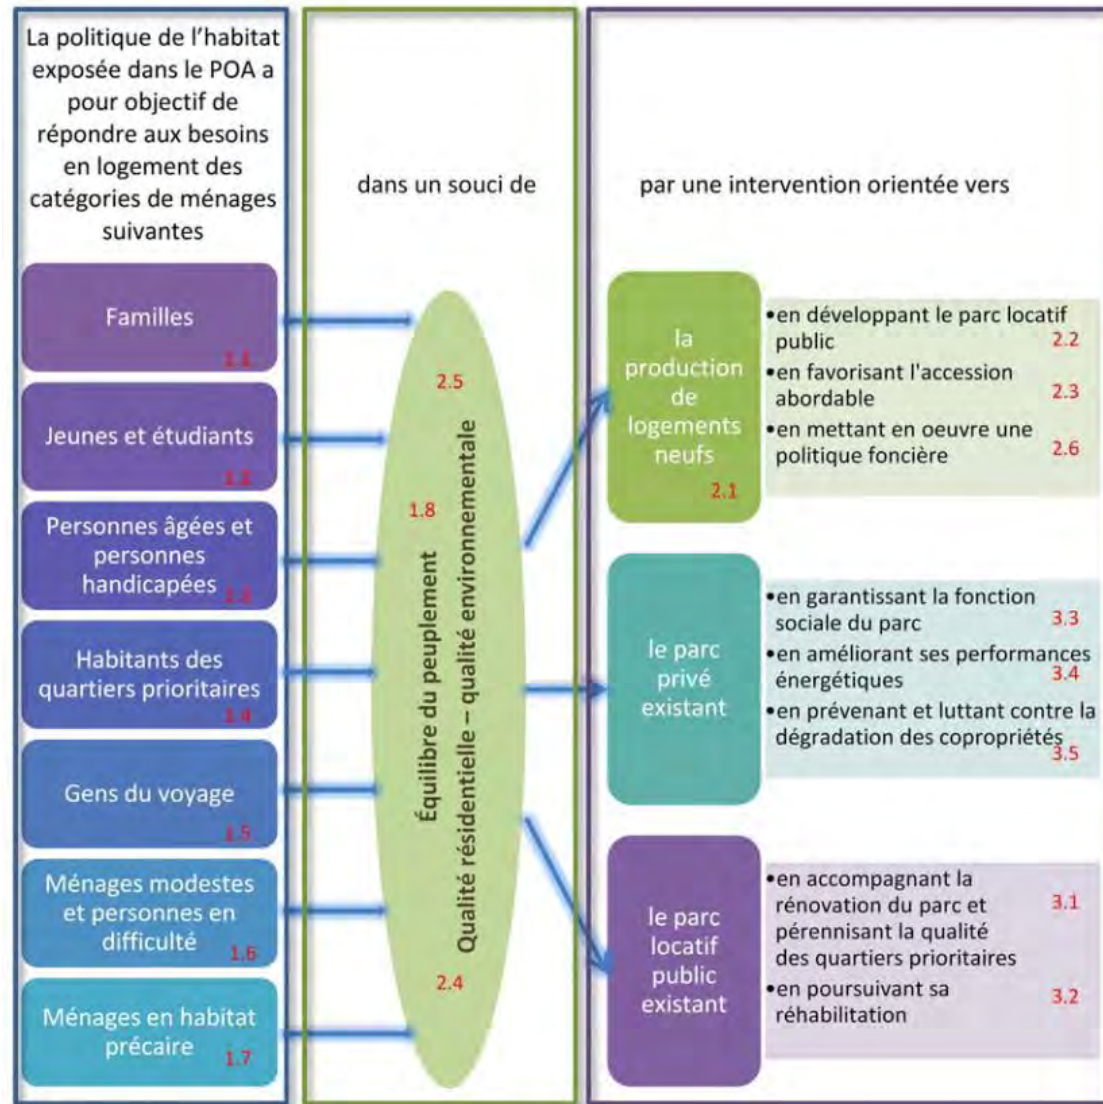 La politique de l’habitat
exposée dans le POA a
pour objectif de
répondre aux besoins
en logement des
catégories de ménages
suivantes
Familles
1.1
Jeunes et étudiants
1.2
Personnes âgées et
personnes
handicapées
1.3
Habitants des
quartiers prioritaires
1.4
Gens du voyage
1.5
Ménages modestes
et personnes en
difficulté
1.6
Ménages en habitat
précaire
1.7
dans un souci de
2.5
1.8
Équilibre du peuplement
Qualité résidentielle – qualité environnementale
2.4
par une intervention orientée vers
la
production
de
logements
neufs
2.1
•en développant le parc locatif
public 2.2
•en favorisant l'accession
abordable 2.3
•en mettant en oeuvre une
politique foncière 2.6
le parc
privé
existant
•en garantissant la fonction
sociale du parc 3.3
•en améliorant ses performances
énergétiques 3.4
•en prévenant et luttant contre la
dégradation des copropriétés
3.5
le parc
locatif
public
existant
•en accompagnant la
rénovation du parc et 3.1
pérennisant la qualité
des quartiers prioritaires
•en poursuivant sa
réhabilitation 3.2